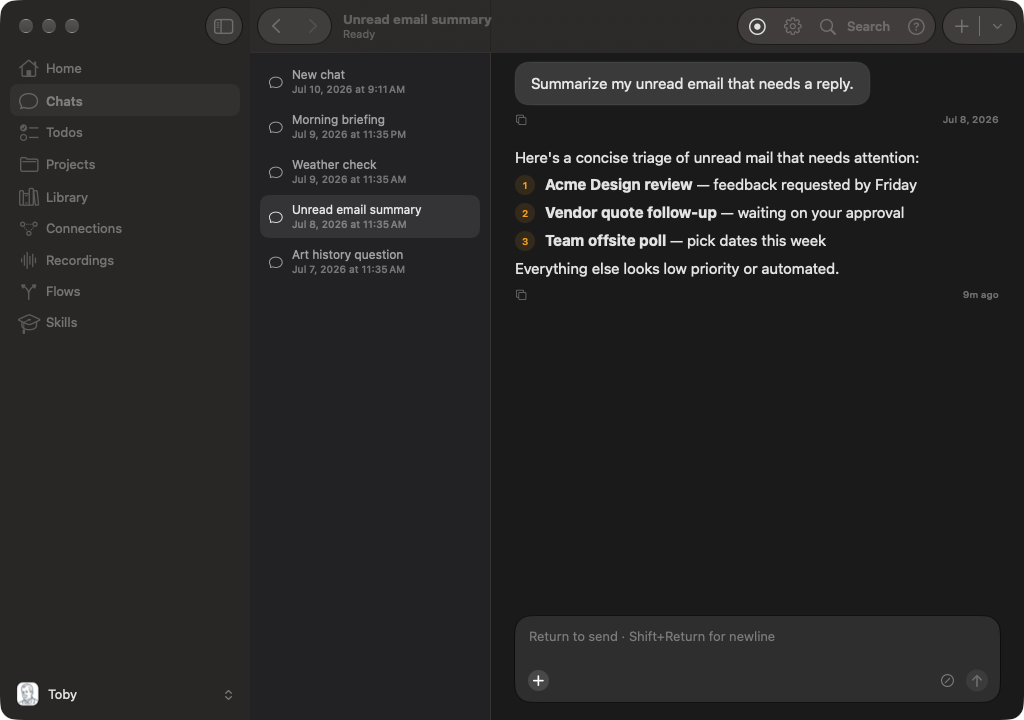 Unread email summary
Ready
Search
Home
Chats
Todos
Projects
Library
Connections
Recordings
Flows
Skills
Toby
New chat
Jul 10, 2026 at 9:11 AM
Morning briefing
Jul 9, 2026 at 11:35 PM
Weather check
Jul 9, 2026 at 11:35 AM
Unread email summary
Jul 8, 2026 at 11:35 AM
Art history question
Jul 7, 2026 at 11:35 AM
Summarize my unread email that needs a reply.
Jul 8, 2026
Here's a concise triage of unread mail that needs attention:
1 Acme Design review — feedback requested by Friday
2 Vendor quote follow-up — waiting on your approval
3 Team offsite poll — pick dates this week
Everything else looks low priority or automated.
9m ago
Return to send · Shift+Return for newline